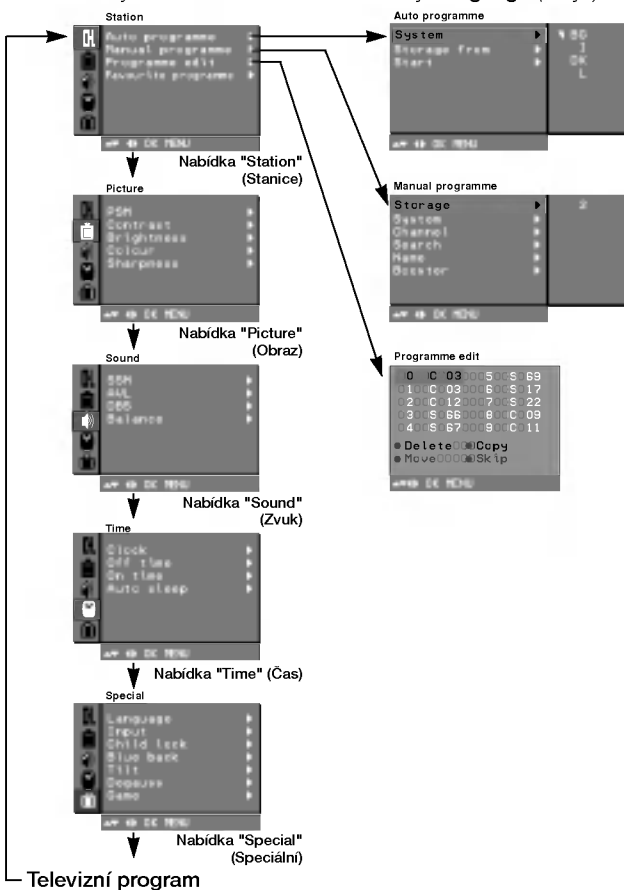 Station
Auto programme
Manual programme
Programme edit
Favourite programme
OK MENU
Nabídka "Station"
(Stanice)
Picture
PSM
Contrast
Brightness
Colour
Sharpness
OK MENU
Nabídka "Picture"
(Obraz)
Sound
SSM
AVL
DBS
Balance
OK MENU
Nabídka "Sound"
(Zvuk)
Time
Clock
Off time
On time
Auto sleep
OK MENU
Nabídka "Time" (Čas)
Special
Language
Input
Child lock
Blue back
Tilt
Degauss
Game
OK MENU
Nabídka "Special"
(Speciální)
Televizní program
Auto programme
System BG
I
Storage from
DK
Start
L
OK MENU
Manual programme
Storage 2
System
Channel
Search
Name
Booster
OK MENU
Programme edit
0 C 03 5 S 69
1 C 03 6 S 17
2 C 12 7 S 22
3 S 66 8 C 09
4 S 67 9 C 11
Delete Copy
Move Skip
OK MENU